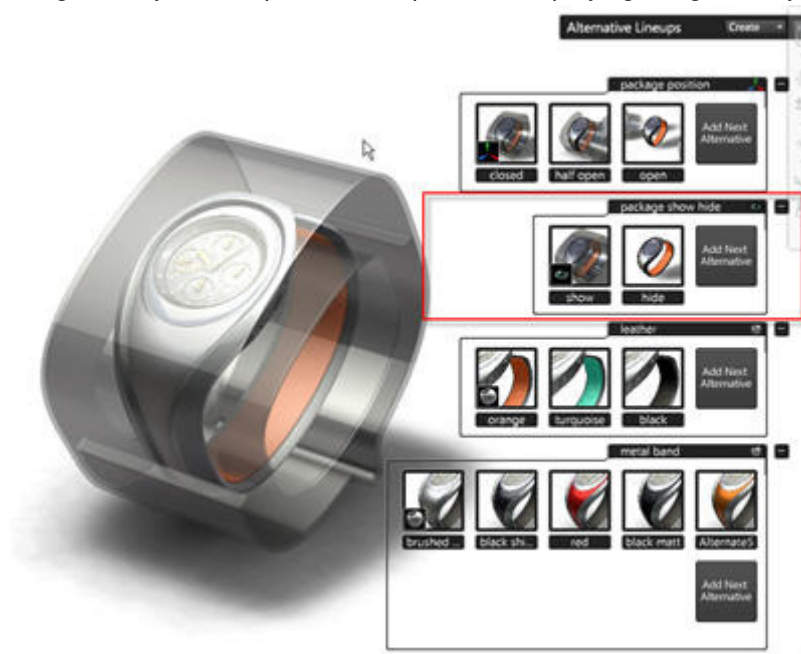 Alternative Lineups Create
package position
closed half open open Add Next Alternative
package show hide
show hide Add Next Alternative
leather
orange turquoise black Add Next Alternative
metal band
brushed ... black shi... red black matt Alternate5
Add Next
Alternative